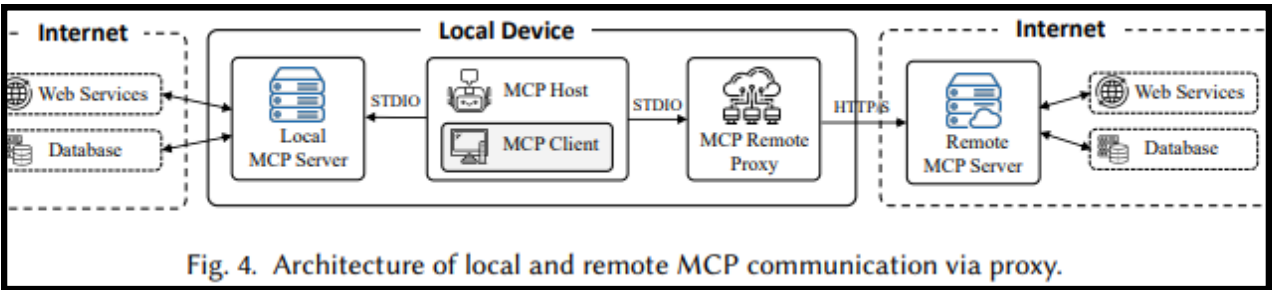 Internet
Local Device
Internet
Web Services
Database
Local
MCP Server
STDIO
MCP Host
MCP Client
STDIO
MCP Remote
Proxy
HTTP/S
Remote
MCP Server
Web Services
Database
Fig. 4. Architecture of local and remote MCP communication via proxy.